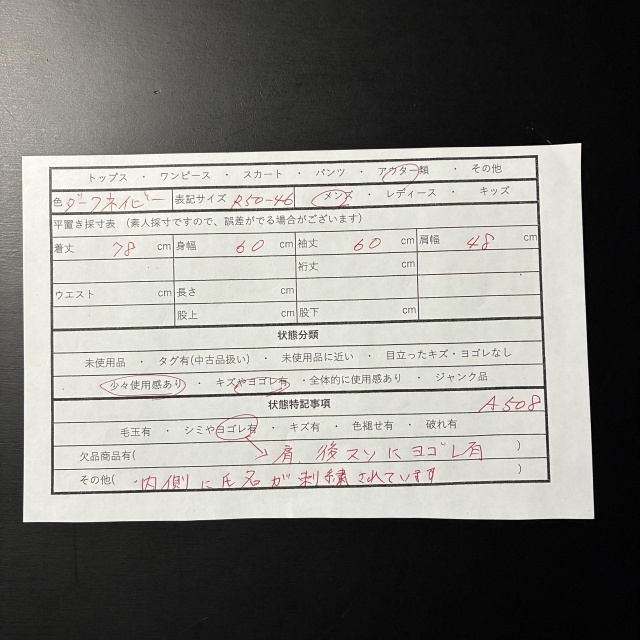 トップス ・ ワンピース ・ スカート ・ パンツ ・ アウター類 ・ その他
色 ダークネイビー 表記サイズ R50-46 メンズ ・ レディース ・ キッズ
平置き採寸表 (素人採寸ですので、誤差がでる場合がございます)
着丈 78 cm 身幅 60 cm 袖丈 60 cm 肩幅 48 cm
裄丈 cm
ウエスト cm 長さ cm cm
股上 cm 股下 cm
状態分類
未使用品 ・ タグ有(中古品扱い) ・ 未使用品に近い ・ 目立ったキズ・ヨゴレなし
少々使用感あり ・ キズやヨゴレ有 ・全体的に使用感あり ・ ジャンク品
状態特記事項 A508
毛玉有 ・ シミやヨゴレ有 ・ キズ有 ・ 色褪せ有 ・ 破れ有
欠品商品有( 肩、後スソにヨゴレ有 )
その他( ・内側に氏名が刺繍されています )